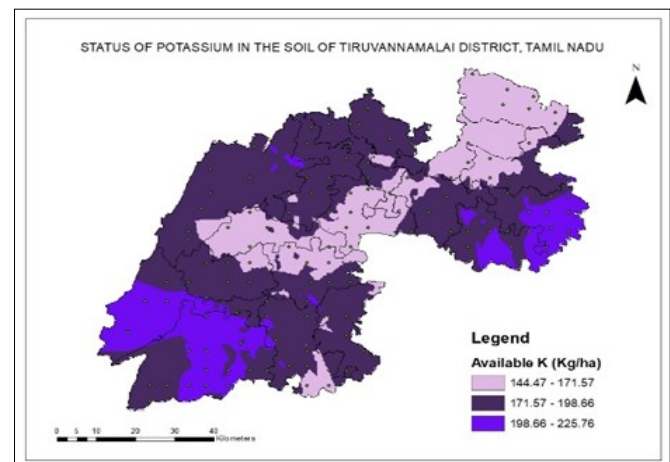 STATUS OF POTASSIUM IN THE SOIL OF TIRUVANNAMALAI DISTRICT, TAMIL NADU
N
Legend
Available K (Kg/ha)
144.47 - 171.57
171.57 - 198.66
198.66 - 225.76
0 5 10 20 30 40
Kilometers